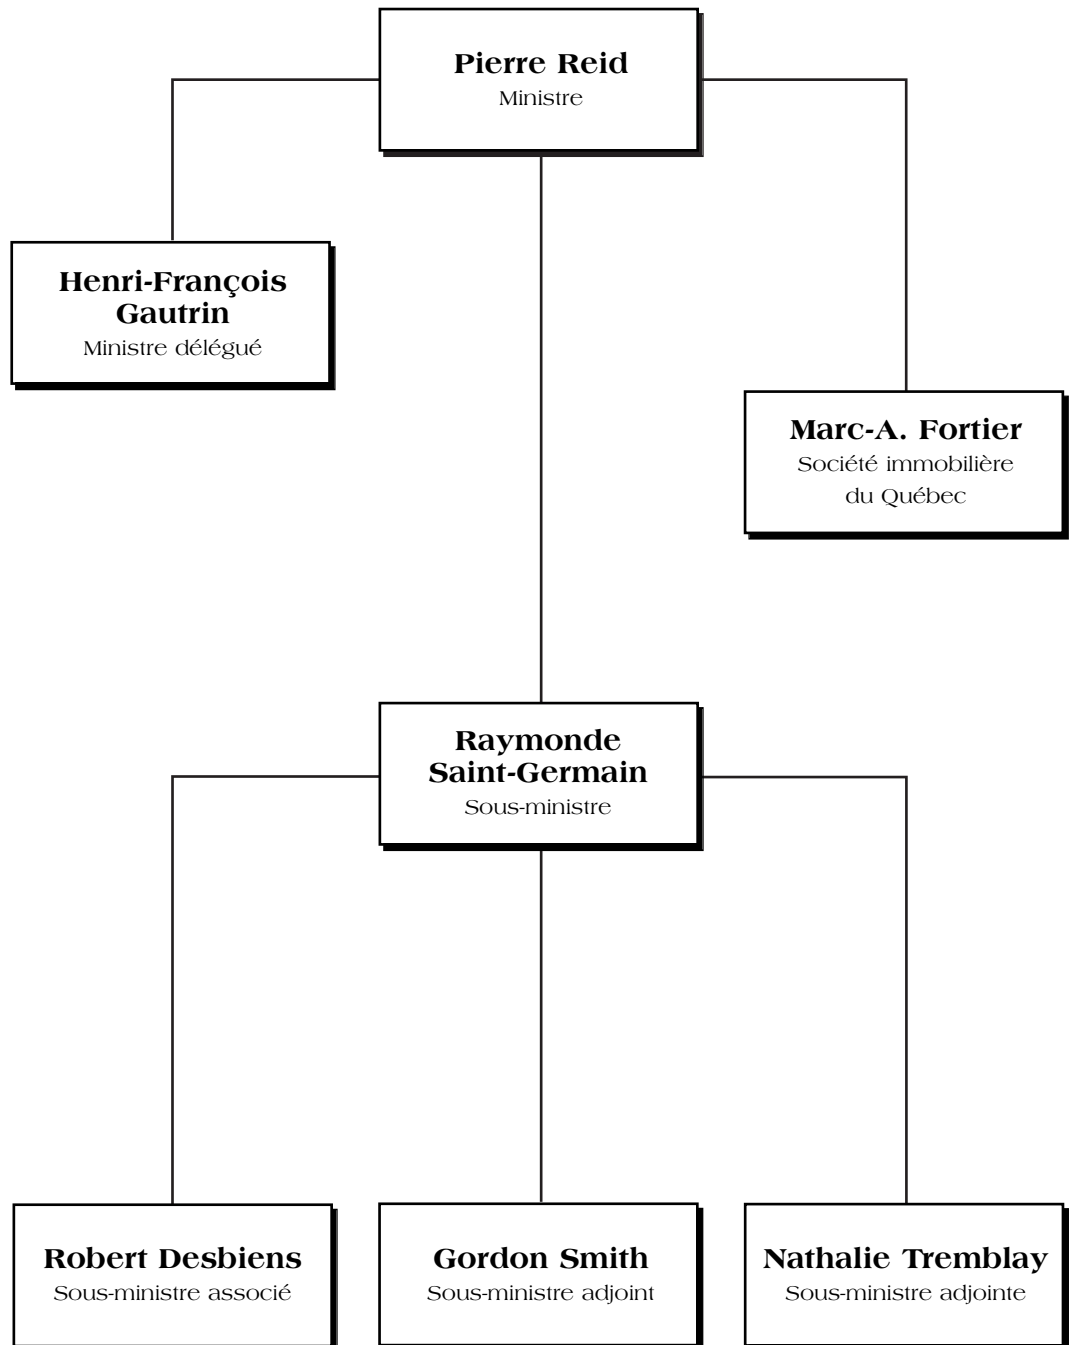 Pierre Reid
Ministre
Henri-François
Gautrin
Ministre délégué
Marc-A. Fortier
Société immobilière
du Québec
Raymonde
Saint-Germain
Sous-ministre
Robert Desbiens
Sous-ministre associé
Gordon Smith
Sous-ministre adjoint
Nathalie Tremblay
Sous-ministre adjointe